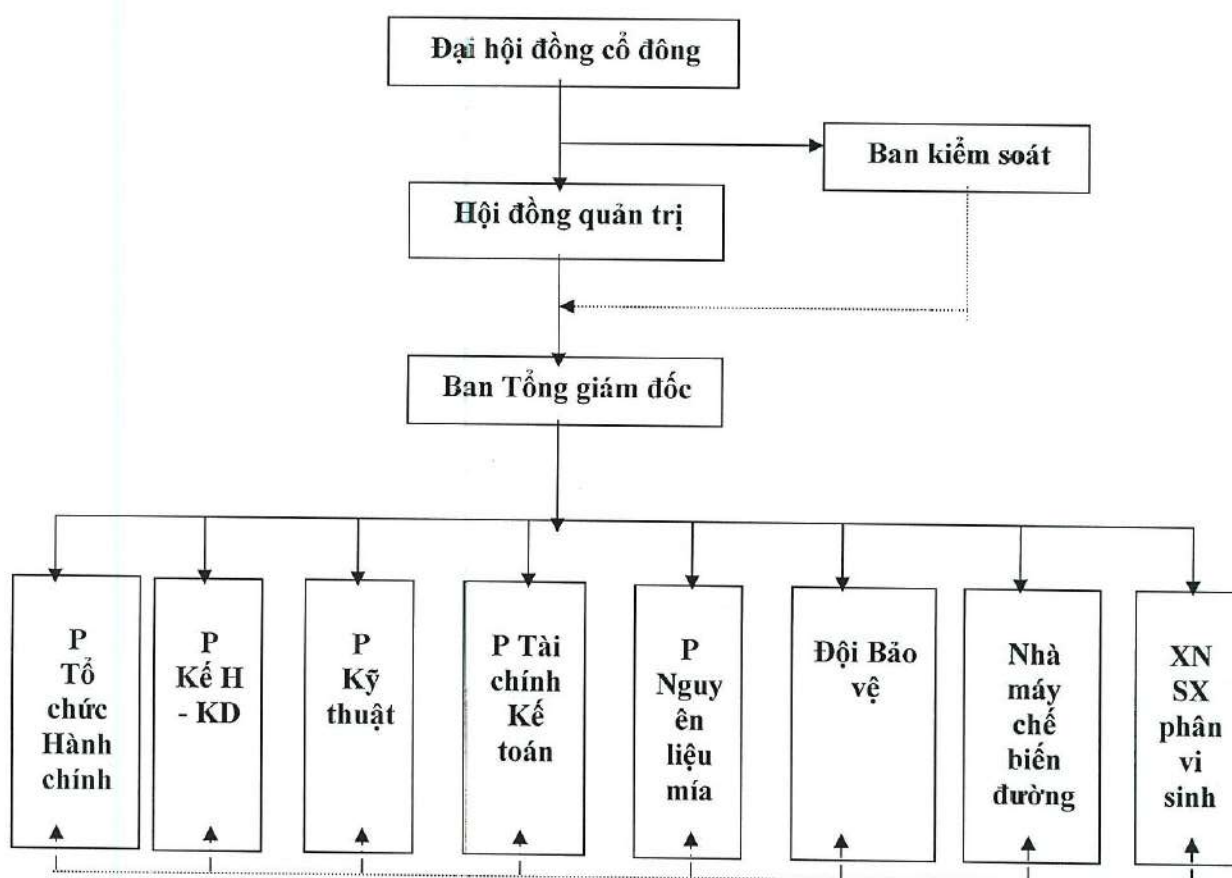 Đại hội đồng cổ đông
Ban kiểm soát
Hội đồng quản trị
Ban Tổng giám đốc
P
Tổ
chức
Hành
chính
P
Kế H
- KD
P
Kỹ
thuật
P Tài
chính
Kế
toán
P
Nguy
ên
liệu
mía
Đội Bảo
vệ
Nhà
máy
chế
biến
đường
XN
SX
phân
vi
sinh